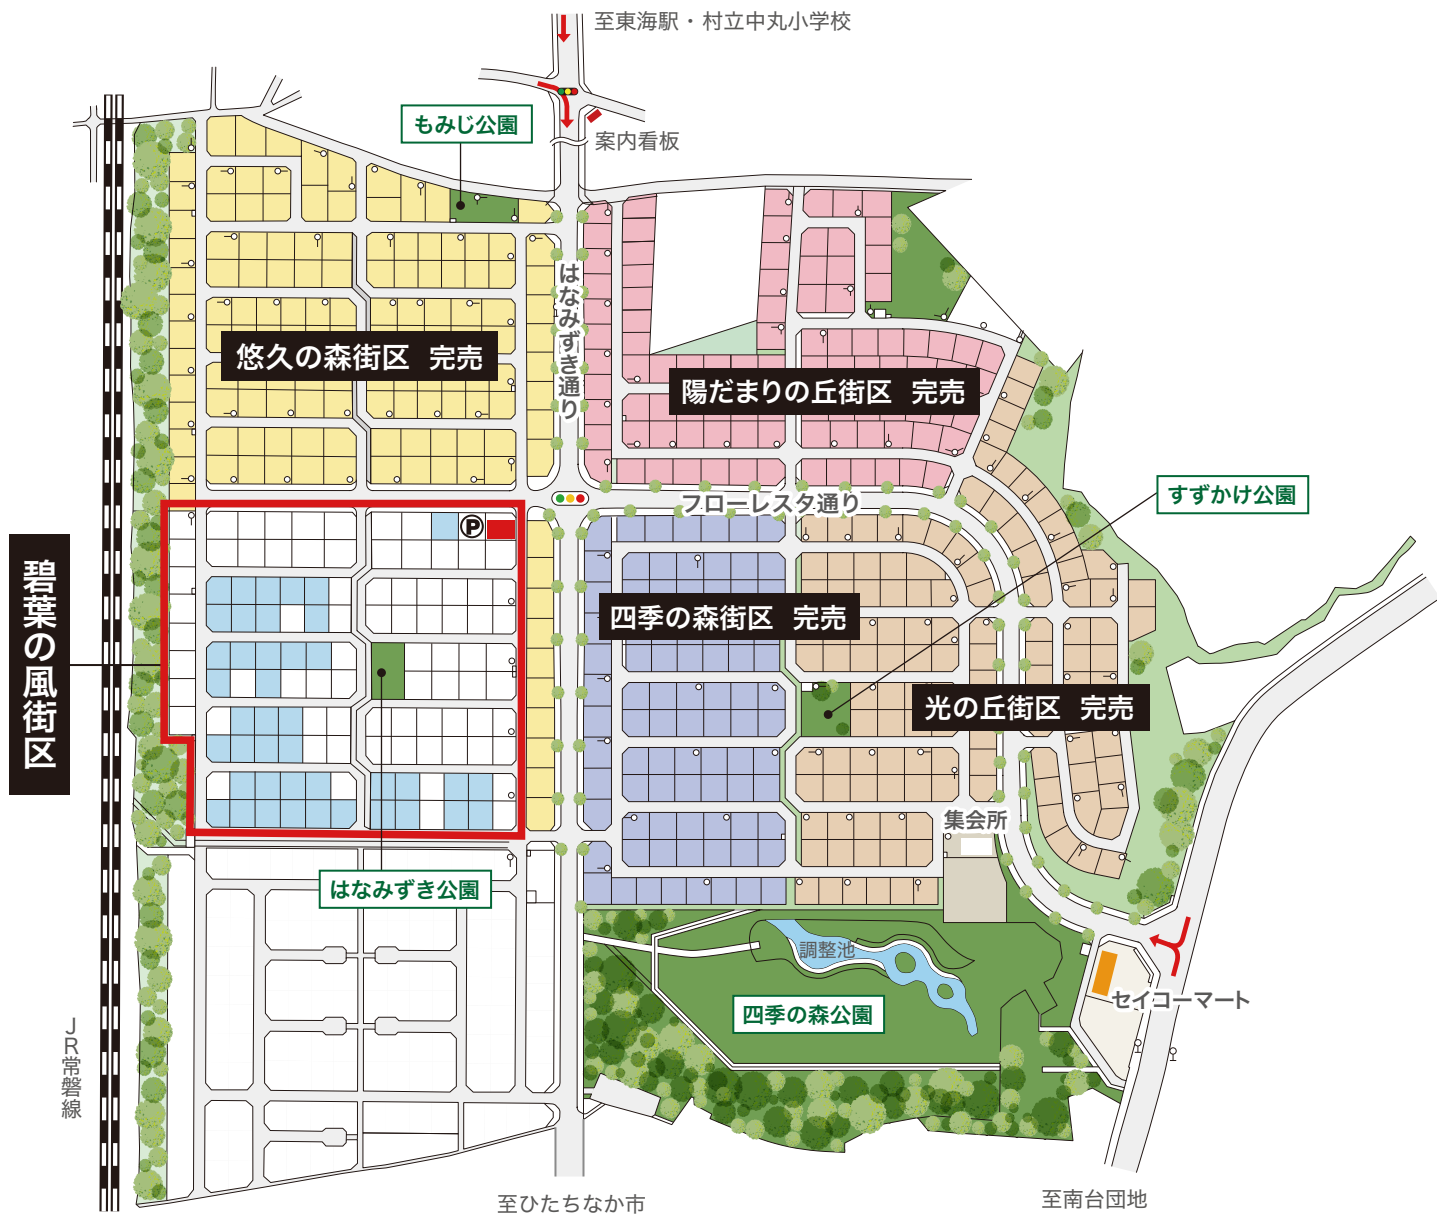 至東海駅・村立中丸小学校
もみじ公園
案内看板
はなみずき通り
悠久の森街区 完売
陽だまりの丘街区 完売
フローレスタ通り
すずかけ公園
P
碧葉の風街区
四季の森街区 完売
光の丘街区 完売
集会所
はなみずき公園
調整池
四季の森公園
セイコーマート
JR常磐線
至ひたちなか市
至南台団地